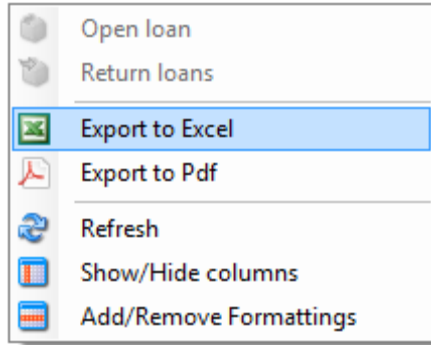 Open loan
Return loans
Export to Excel
Export to Pdf
Refresh
Show/Hide columns
Add/Remove Formattings